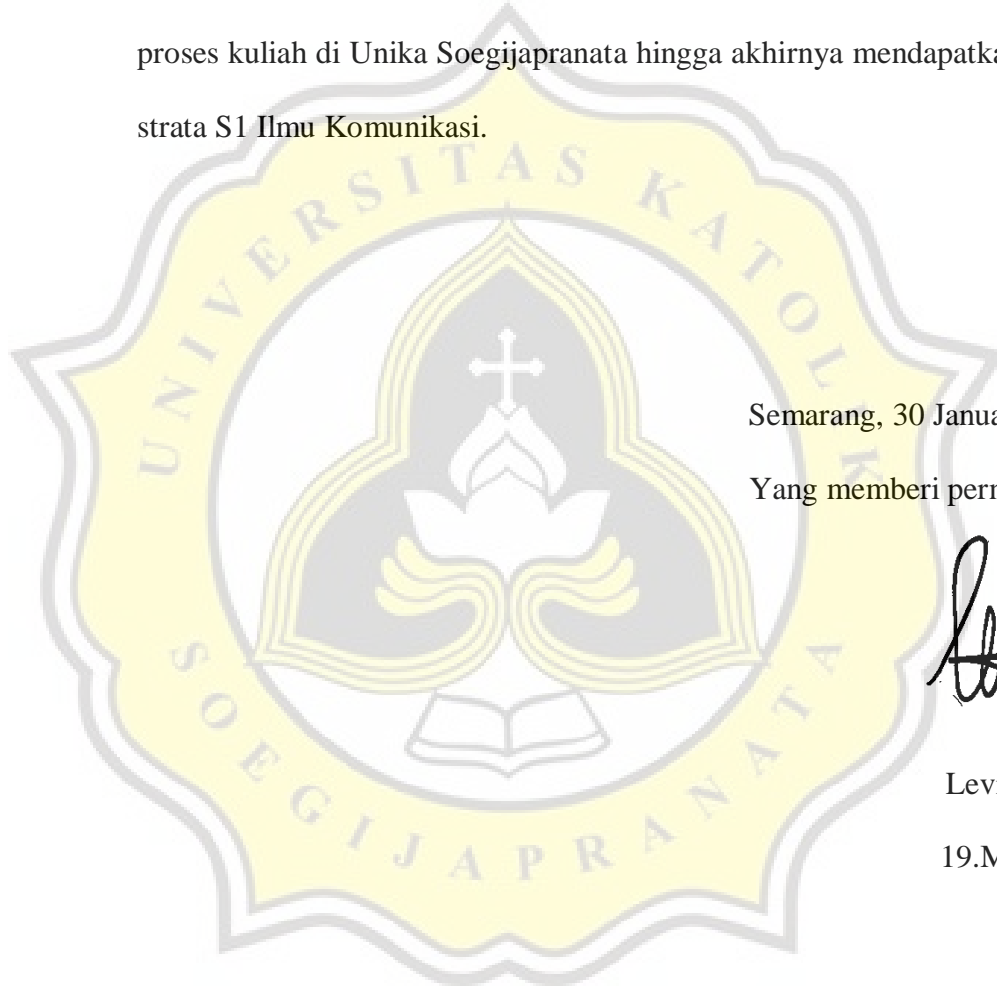 proses kuliah di Unika Soegijapranata hingga akhirnya mendapatka
strata S1 Ilmu Komunikasi.
UNIVERSITAS KATOLIK
Semarang, 30 Janua
Yang memberi pern
SOEGIJAPRANATA
Lev
19.M